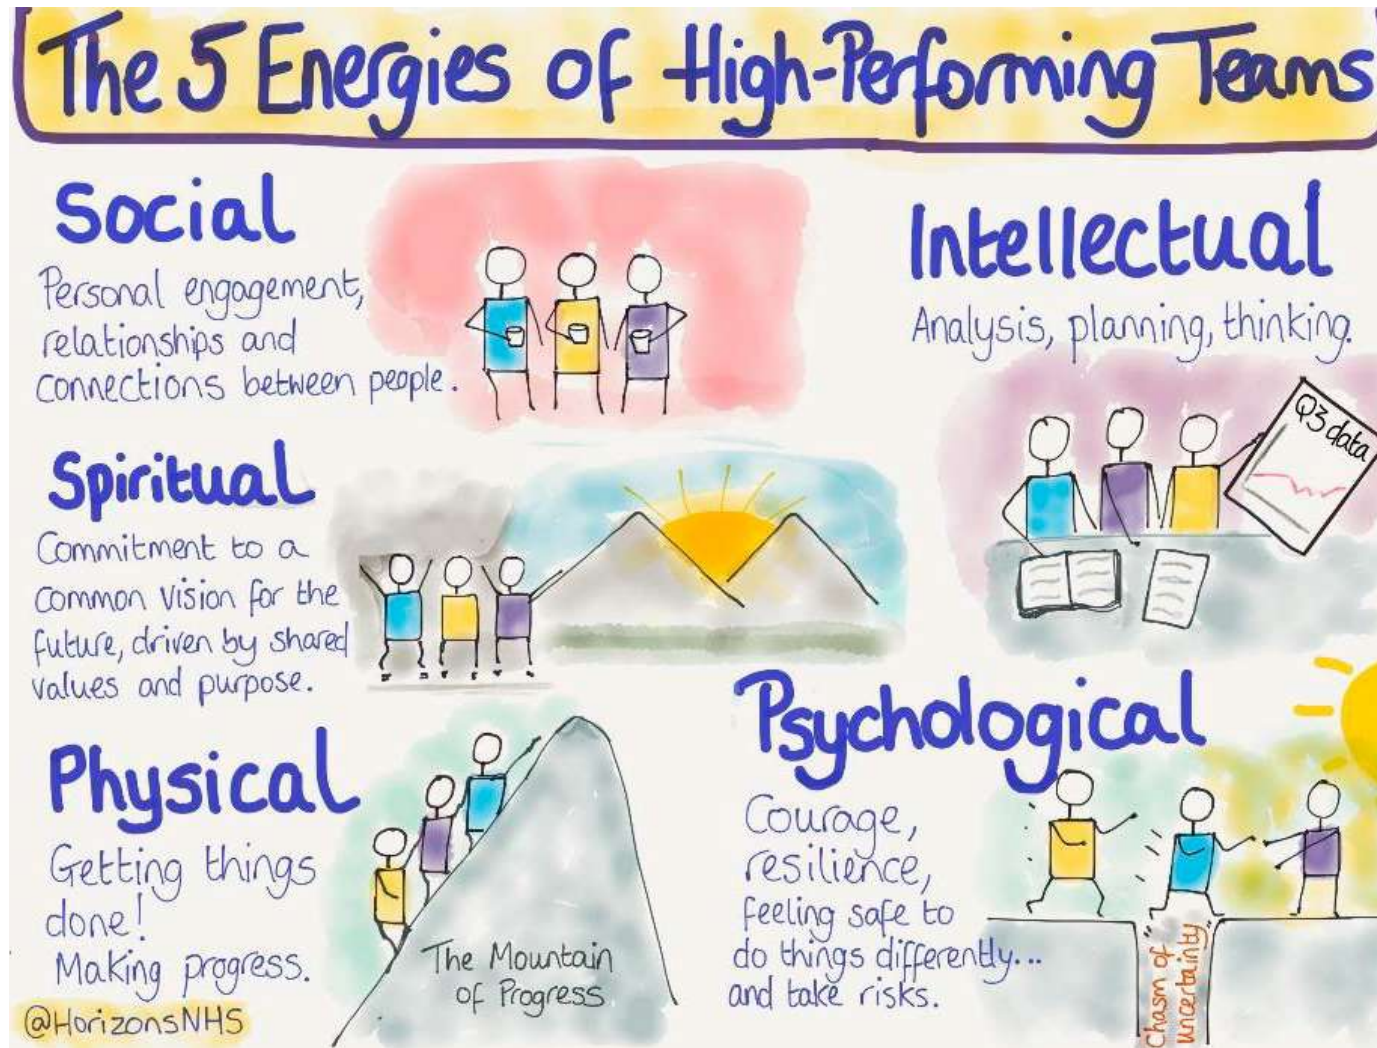 The 5 Energies of High-Performing Teams
Social
Personal engagement,
relationships and
connections between people.
Intellectual
Analysis, planning, thinking.
Q3 data
Spiritual
Commitment to a
common vision for the
future, driven by shared
values and purpose.
Physical
Getting things
done!
Making progress.
The Mountain
of Progress
Psychological
Courage,
resilience,
feeling safe to
do things differently...
and take risks.
"Chasm of
uncertainty"
@HorizonsNHS